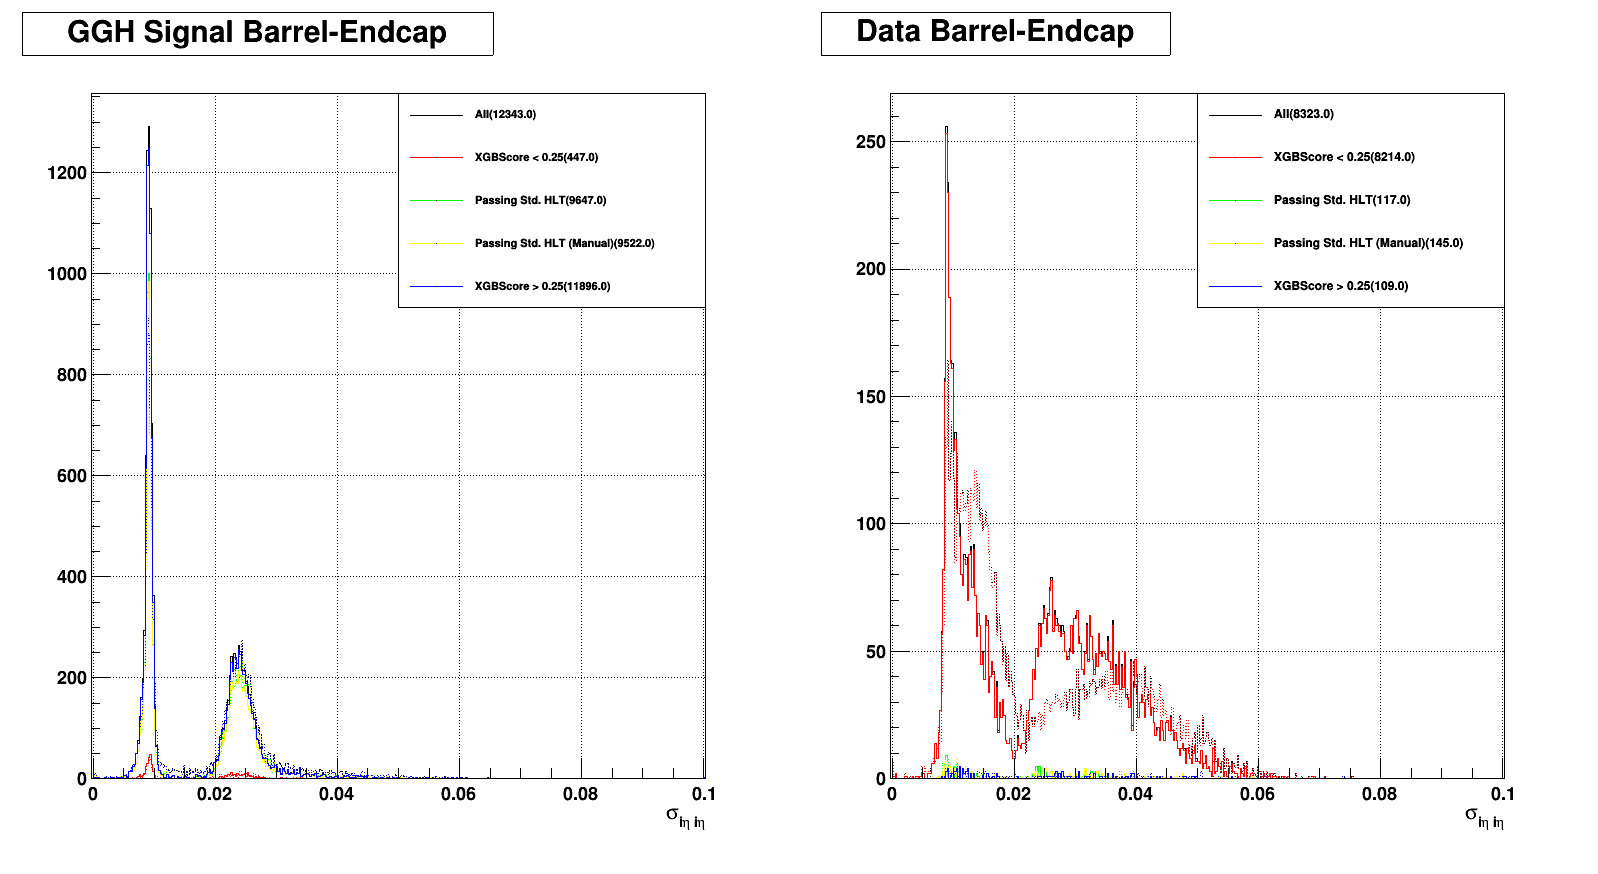 GGH Signal Barrel-Endcap
All(12343.0)
XGBScore < 0.25(447.0)
Passing Std. HLT(9647.0)
Passing Std. HLT (Manual)(9522.0)
XGBScore > 0.25(11896.0)
1200
1000
800
600
400
200
0
0 0.02 0.04 0.06 0.08 0.1
σiη iη
Data Barrel-Endcap
All(8323.0)
XGBScore < 0.25(8214.0)
Passing Std. HLT(117.0)
Passing Std. HLT (Manual)(145.0)
XGBScore > 0.25(109.0)
250
200
150
100
50
0
0 0.02 0.04 0.06 0.08 0.1
σiη iη